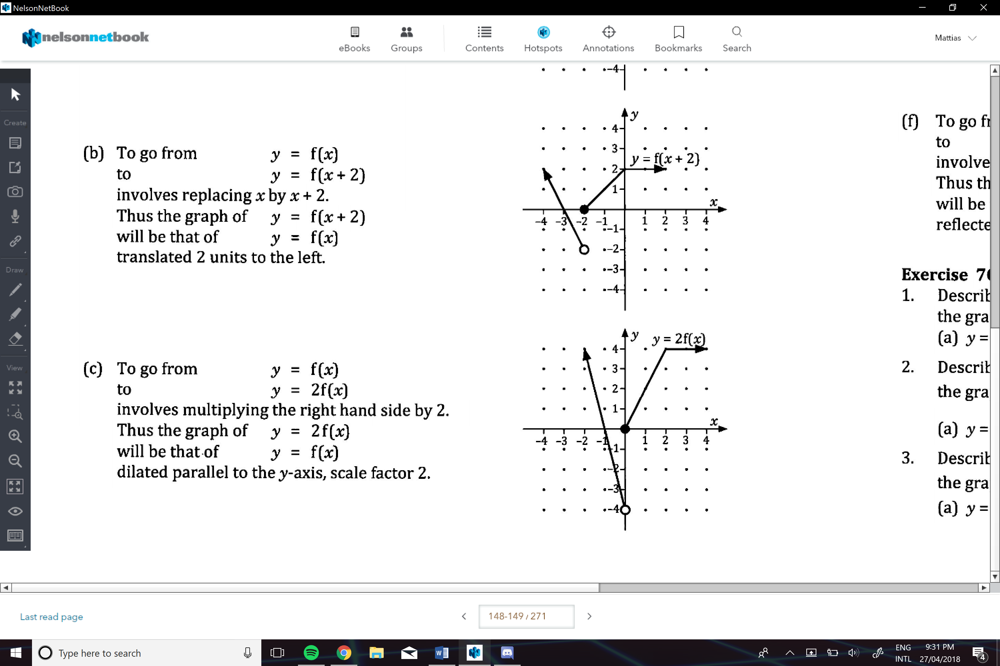 NelsonNetBook
nelsonnetbook
eBooks
Groups
Contents
Hotspots
Annotations
Bookmarks
Search
Mattias
Create
Draw
View
-4
(b) To go from y = f(x)
to y = f(x + 2)
involves replacing x by x + 2.
Thus the graph of y = f(x + 2)
will be that of y = f(x)
translated 2 units to the left.
y
4
3
y = f(x + 2)
2
1
x
-4 -3 -2 -1 1 2 3 4
-1
-2
-3
-4
(c) To go from y = f(x)
to y = 2f(x)
involves multiplying the right hand side by 2.
Thus the graph of y = 2f(x)
will be that of y = f(x)
dilated parallel to the y-axis, scale factor 2.
y
y = 2f(x)
4
3
2
1
x
-4 -3 -2 -1 1 2 3 4
-1
-2
-3
-4
(f) To go
to
involve
Thus th
will be
reflecte
Exercise
1. Describ
the gra
(a) y =
2. Describ
the gra
(a) y =
3. Describ
the gra
(a) y =
Last read page
148-149 / 271
Type here to search
ENG
INTL
9:31 PM
27/04/2018
4